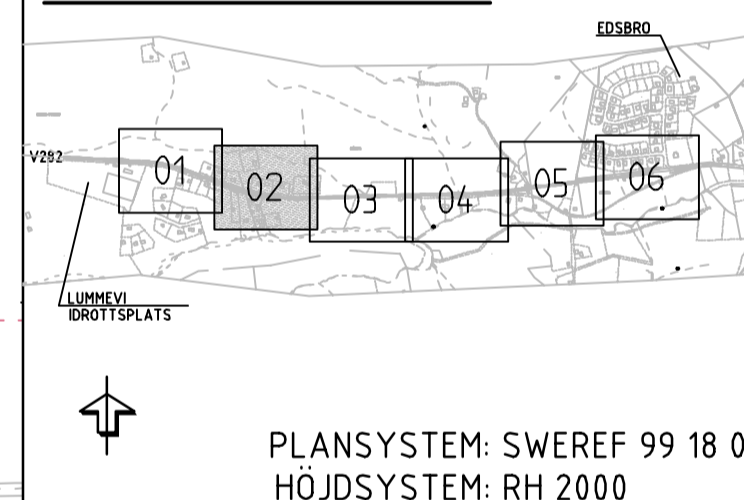 EDSBRO
V282
01
02
03
04
05
06
LUMMEVI
IDROTTSPLATS
PLANSYSTEM: SWEREF 99 18 0
HÖJDSYSTEM: RH 2000